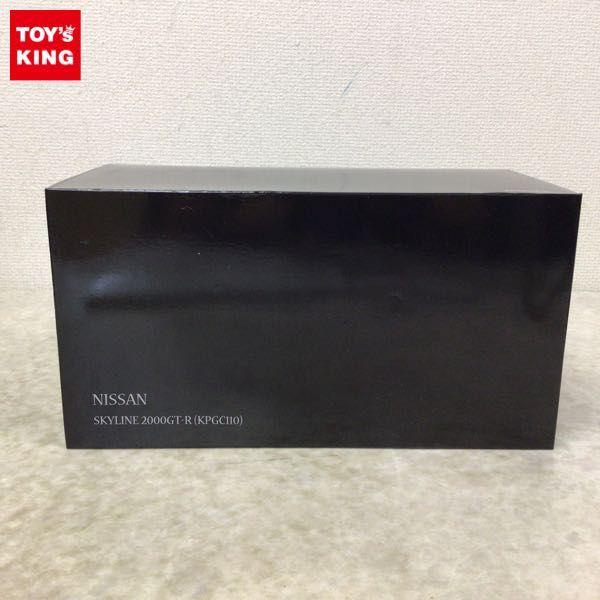 TOY'S
KING
NISSAN
SKYLINE 2000GT-R (KPGC110)